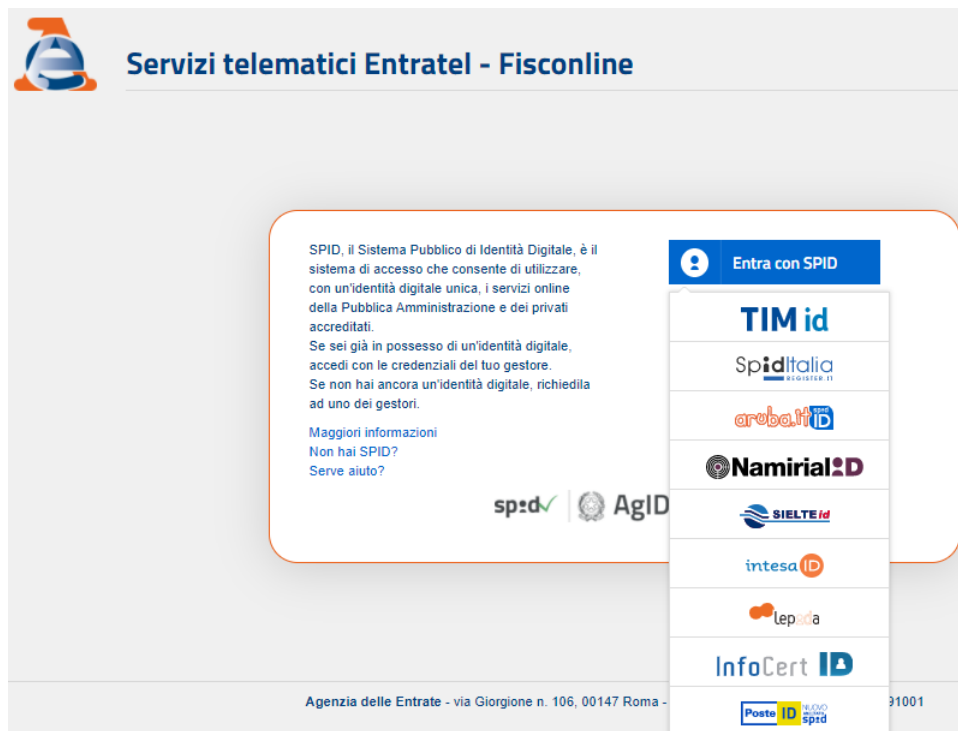 Servizi telematici Entratel - Fisconline
SPID, il Sistema Pubblico di Identità Digitale, è il
sistema di accesso che consente di utilizzare,
con un'identità digitale unica, i servizi online
della Pubblica Amministrazione e dei privati
accreditati.
Se sei già in possesso di un'identità digitale,
accedi con le credenziali del tuo gestore.
Se non hai ancora un'identità digitale, richiedila
ad uno dei gestori.
Maggiori informazioni
Non hai SPID?
Serve aiuto?
spid AgID
Entra con SPID
TIM id
SpidItalia
REGISTER.IT
aruba.it spid ID
Namirial ID
SIELTE id
intesa ID
Lepida
InfoCert ID
Poste ID NUOVO spid
Agenzia delle Entrate - via Giorgione n. 106, 00147 Roma - 91001